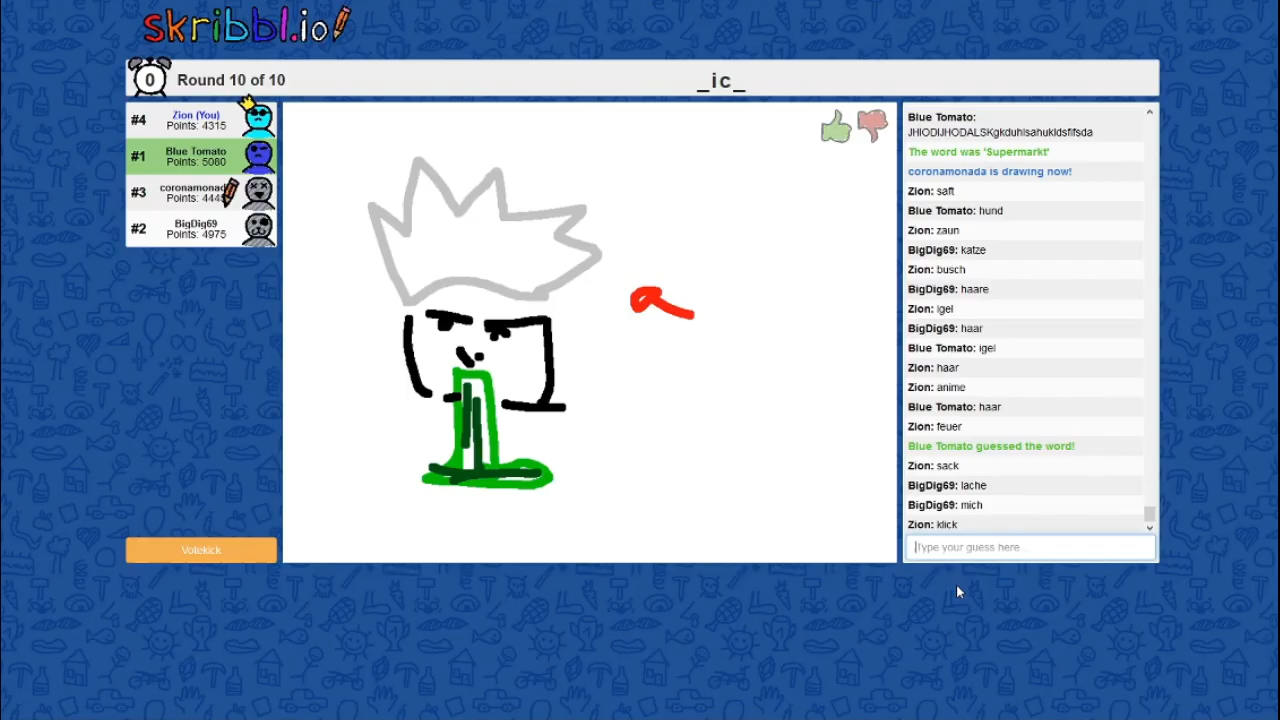 skribbl.io
0
Round 10 of 10
_ic_
#4
Zion (You)
Points: 4315
#1
Blue Tomato
Points: 5080
#3
coronamonad
Points: 444
#2
BigDig69
Points: 4975
Votekick
Blue Tomato:
The word was 'Supermarkt'
coronamonada is drawing now!
Zion: saft
Blue Tomato: hund
Zion: zaun
BigDig69: katze
Zion: busch
BigDig69: haare
Zion: igel
BigDig69: haar
Blue Tomato: igel
Zion: haar
Zion: anime
Blue Tomato: haar
Zion: feuer
Blue Tomato guessed the word!
Zion: sack
BigDig69: lache
BigDig69: mich
Zion: klick
Type your guess here...